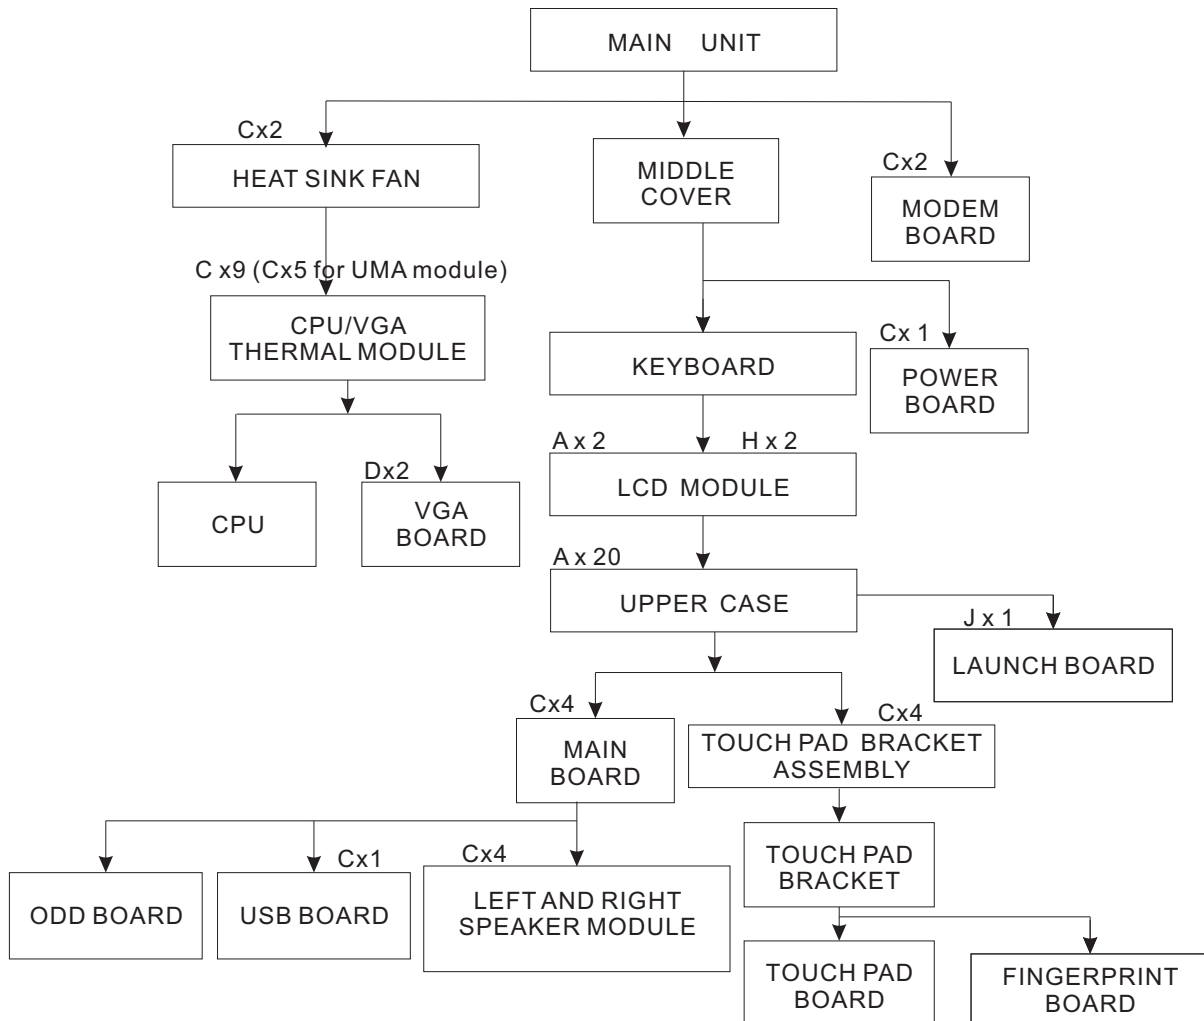 MAIN UNIT
Cx2
HEAT SINK FAN
MIDDLE
COVER
Cx2
MODEM
BOARD
C x9 (Cx5 for UMA module)
CPU/VGA
THERMAL MODULE
KEYBOARD
Cx 1
POWER
BOARD
A x 2
H x 2
LCD MODULE
CPU
Dx2
VGA
BOARD
A x 20
UPPER CASE
J x 1
LAUNCH BOARD
Cx4
MAIN
BOARD
Cx4
TOUCH PAD BRACKET
ASSEMBLY
ODD BOARD
Cx1
USB BOARD
Cx4
LEFT AND RIGHT
SPEAKER MODULE
TOUCH PAD
BRACKET
TOUCH PAD
BOARD
FINGERPRINT
BOARD